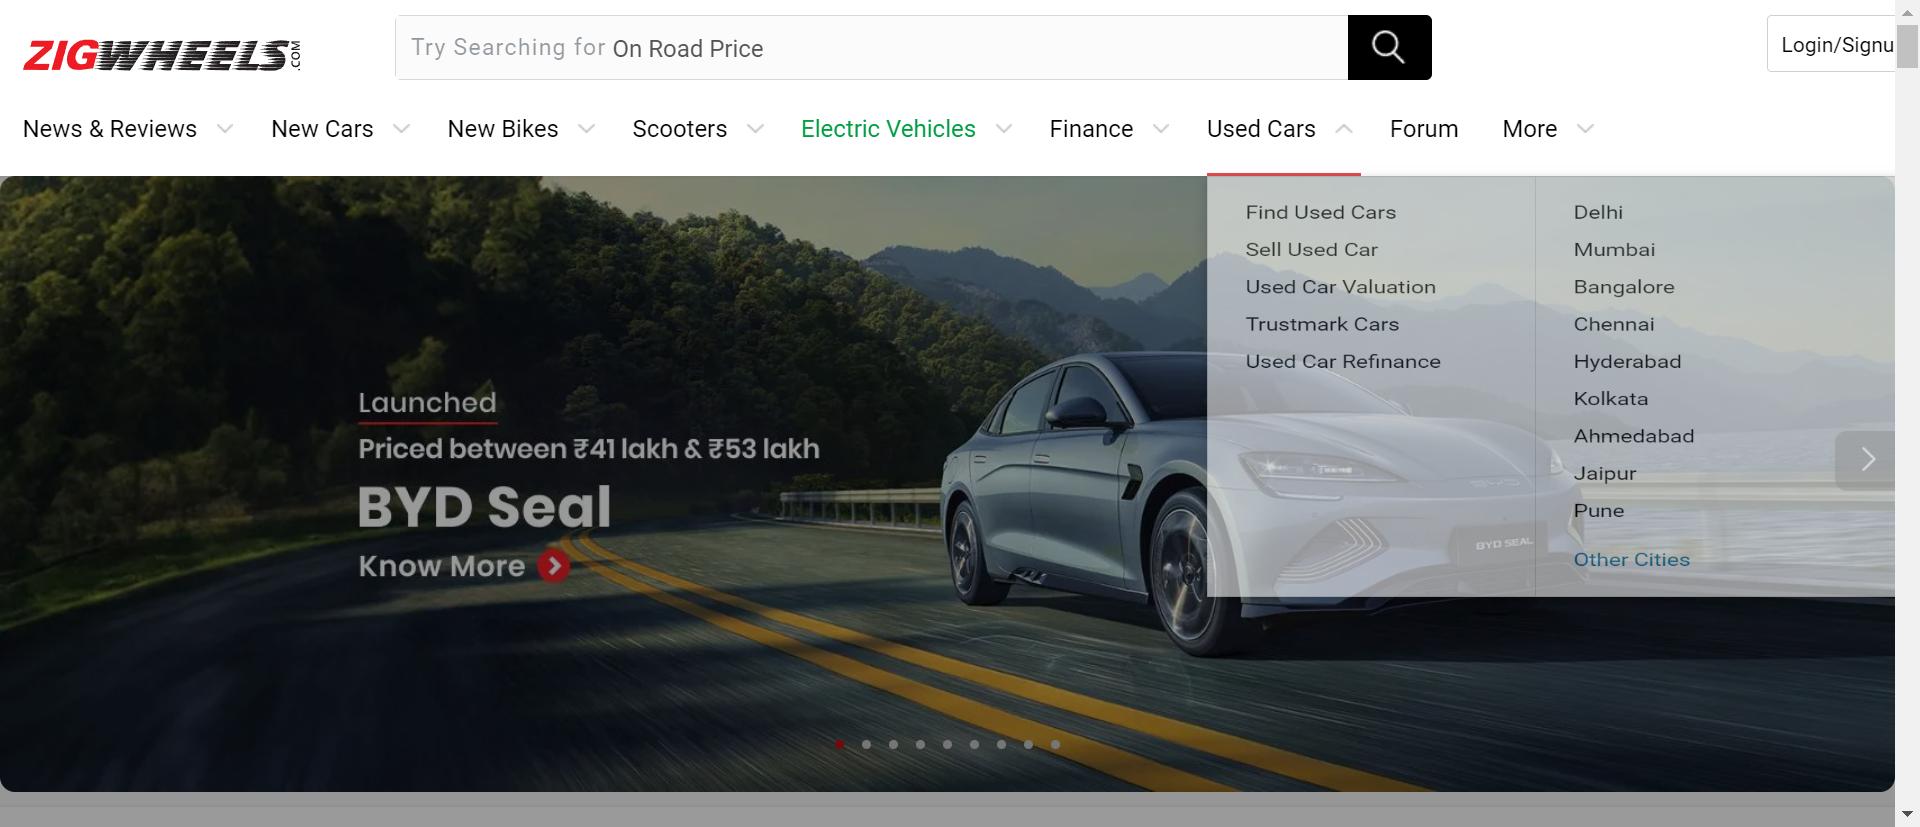 ZIGWHEELS.COM
Try Searching for On Road Price
Login/Signu
News & Reviews
New Cars
New Bikes
Scooters
Electric Vehicles
Finance
Used Cars
Forum
More
Find Used Cars
Sell Used Car
Used Car Valuation
Trustmark Cars
Used Car Refinance
Delhi
Mumbai
Bangalore
Chennai
Hyderabad
Kolkata
Ahmedabad
Jaipur
Pune
Other Cities
Launched
Priced between ₹41 lakh & ₹53 lakh
BYD Seal
Know More
BYD
BYD SEAL